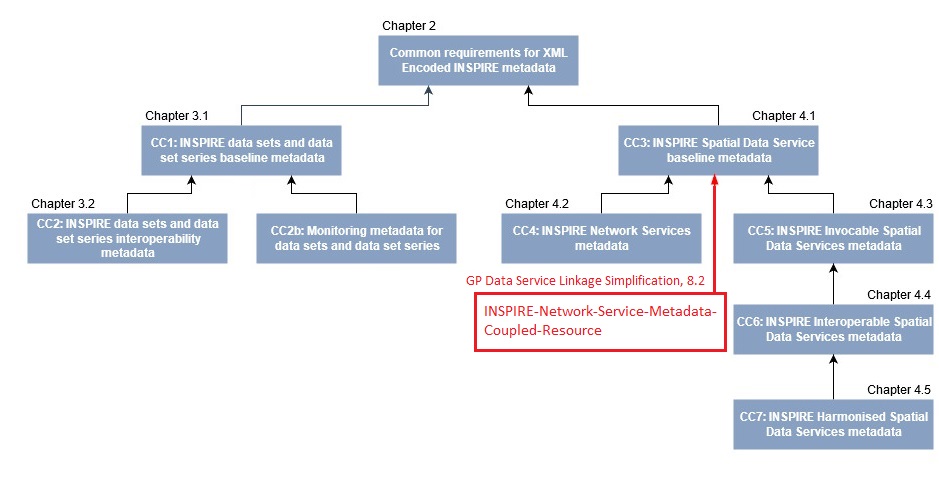 Chapter 2
Common requirements for XML
Encoded INSPIRE metadata
Chapter 3.1
CC1: INSPIRE data sets and data
set series baseline metadata
Chapter 4.1
CC3: INSPIRE Spatial Data Service
baseline metadata
Chapter 3.2
CC2: INSPIRE data sets and data
set series interoperability
metadata
CC2b: Monitoring metadata for
data sets and data set series
Chapter 4.2
CC4: INSPIRE Network Services
metadata
Chapter 4.3
CC5: INSPIRE Invocable Spatial
Data Services metadata
GP Data Service Linkage Simplification, 8.2
INSPIRE-Network-Service-Metadata-
Coupled-Resource
Chapter 4.4
CC6: INSPIRE Interoperable Spatial
Data Services metadata
Chapter 4.5
CC7: INSPIRE Harmonised Spatial
Data Services metadata